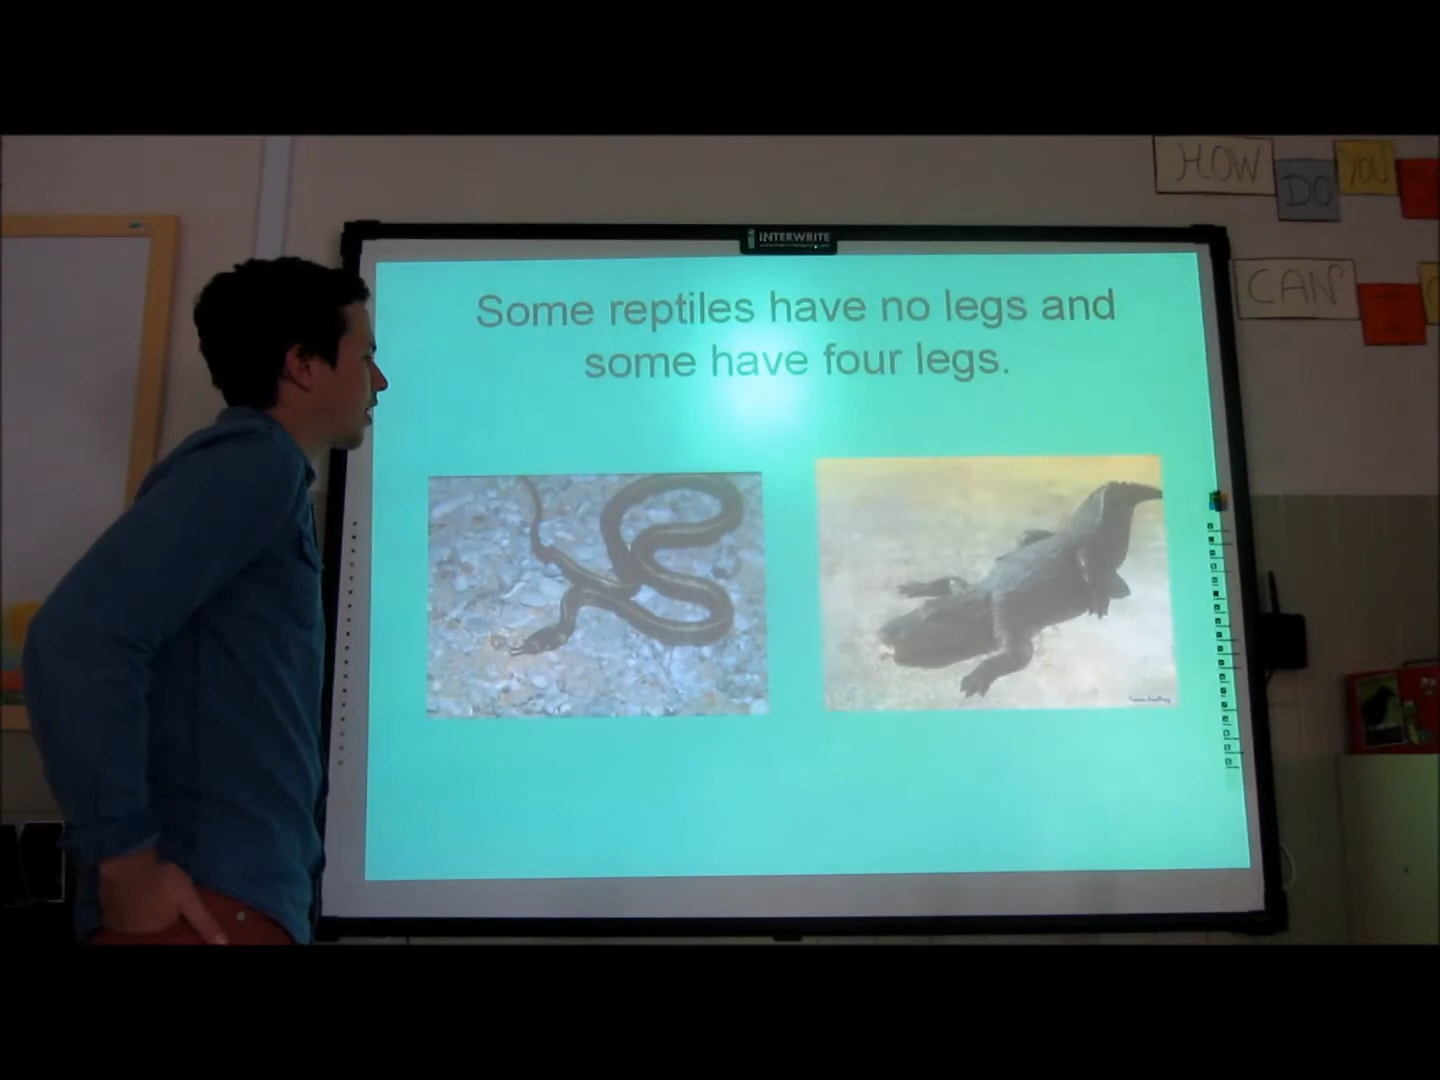 HOW DO YOU
CAN
INTERWRITE
Some reptiles have no legs and
some have four legs.